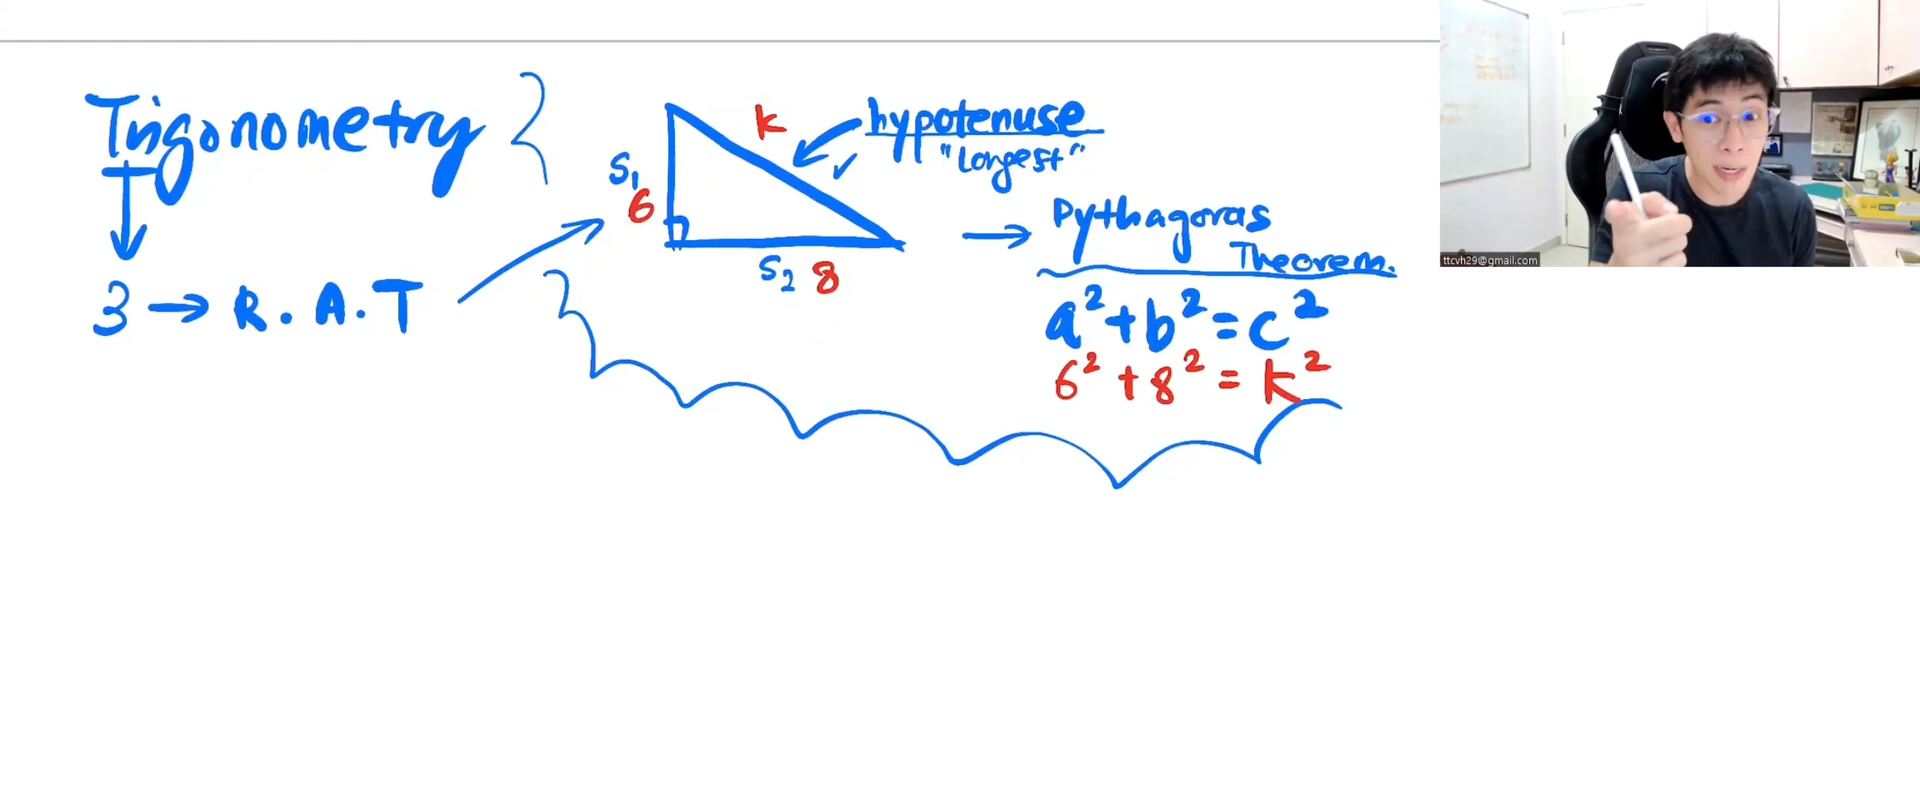 Trigonometry
3 → R.A.T
k
hypotenuse
"Longest"
S₁
6
S₂ 8
→ Pythagoras
Theorem.
a² + b² = c²
6² + 8² = k²
ttcvh29@gmail.com